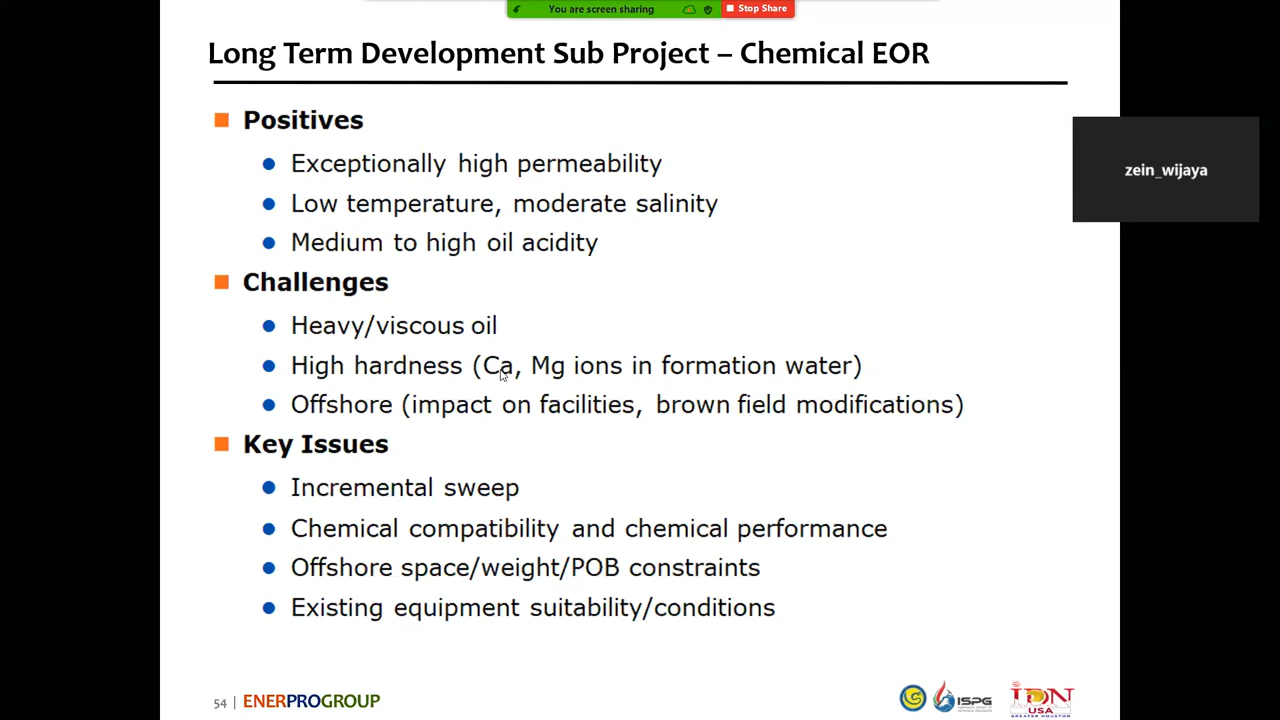 You are screen sharing
Stop Share
Long Term Development Sub Project – Chemical EOR
Positives
Exceptionally high permeability
Low temperature, moderate salinity
Medium to high oil acidity
zein_wijaya
Challenges
Heavy/viscous oil
High hardness (Ca, Mg ions in formation water)
Offshore (impact on facilities, brown field modifications)
Key Issues
Incremental sweep
Chemical compatibility and chemical performance
Offshore space/weight/POB constraints
Existing equipment suitability/conditions
54 | ENERPROGROUP
ISPG
IDN
USA
GREATER HOUSTON